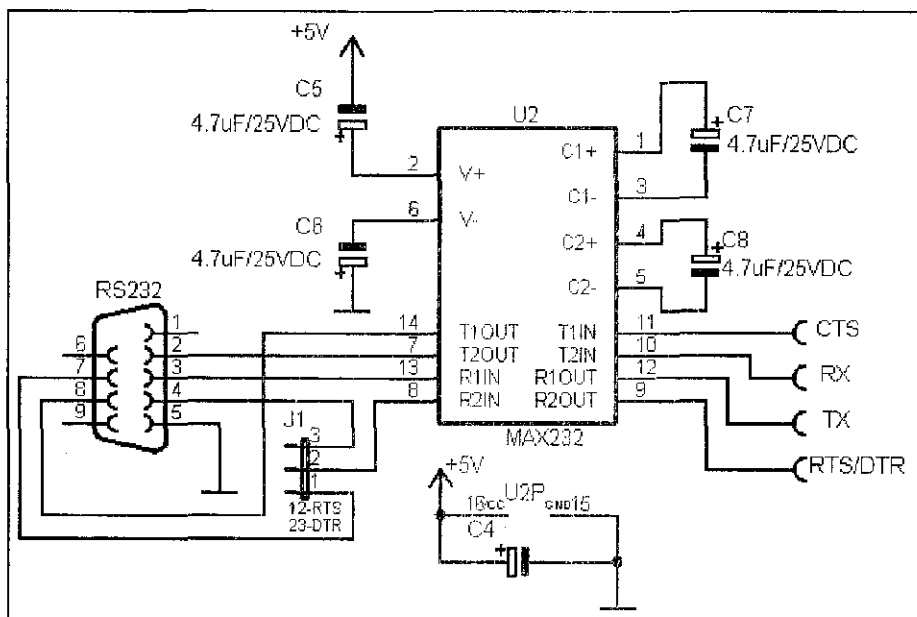 +5V
C5
4.7uF/25VDC
U2
C7
4.7uF/25VDC
1
C1+
2
V+
3
C1-
6
V-
4
C2+
C8
4.7uF/25VDC
4.7uF/25VDC
5
C2-
RS232
1
6
2
7
3
8
4
9
5
14
T1OUT
T1IN
11
CTS
7
T2OUT
T2IN
10
13
R1IN
R1OUT
12
RX
8
R2IN
R2OUT
9
TX
J1
3
2
1
MAX232
RTS/DTR
12-RTS
23-DTR
+5V
U2P
16
VCC
GND
15
C4